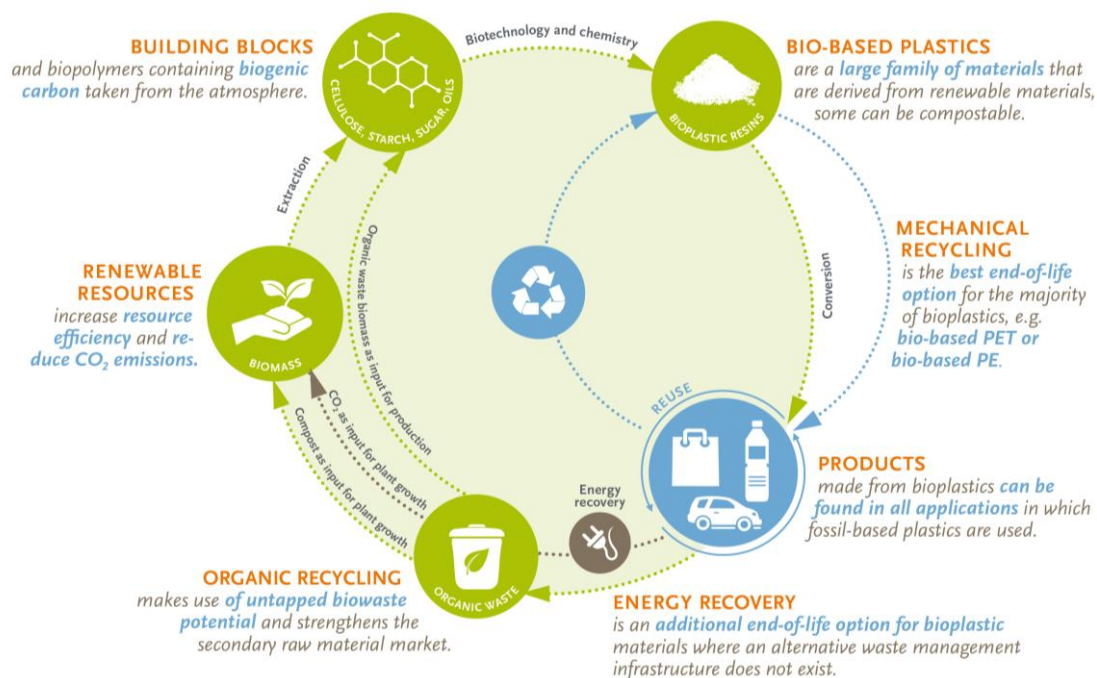 BUILDING BLOCKS
and biopolymers containing biogenic
carbon taken from the atmosphere.
CELLULOSE, STARCH, SUGAR, OILS
Biotechnology and chemistry
BIOPLASTIC RESINS
BIO-BASED PLASTICS
are a large family of materials that
are derived from renewable materials,
some can be compostable.
Extraction
Organic waste biomass as input for production
Conversion
MECHANICAL
RECYCLING
is the best end-of-life
option for the majority
of bioplastics, e.g.
bio-based PET or
bio-based PE.
RENEWABLE
RESOURCES
increase resource
efficiency and re-
duce CO₂ emissions.
BIOMASS
CO₂ as input for plant growth
Compost as input for plant growth
REUSE
PRODUCTS
made from bioplastics can be
found in all applications in which
fossil-based plastics are used.
Energy
recovery
ORGANIC WASTE
ORGANIC RECYCLING
makes use of untapped biowaste
potential and strengthens the
secondary raw material market.
ENERGY RECOVERY
is an additional end-of-life option for bioplastic
materials where an alternative waste management
infrastructure does not exist.